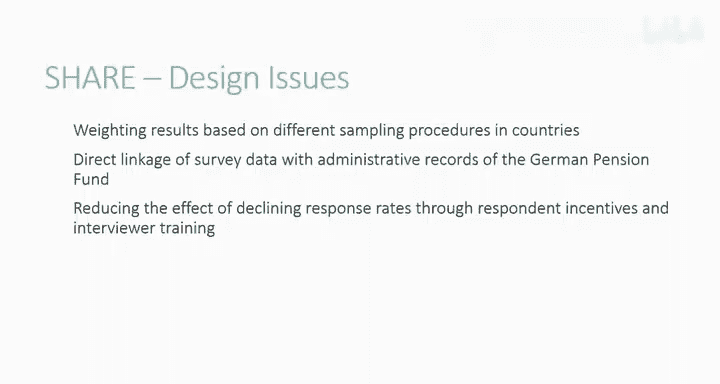 SHARE – Design Issues
Weighting results based on different sampling procedures in countries
Direct linkage of survey data with administrative records of the German Pension
Fund
Reducing the effect of declining response rates through respondent incentives and
interviewer training